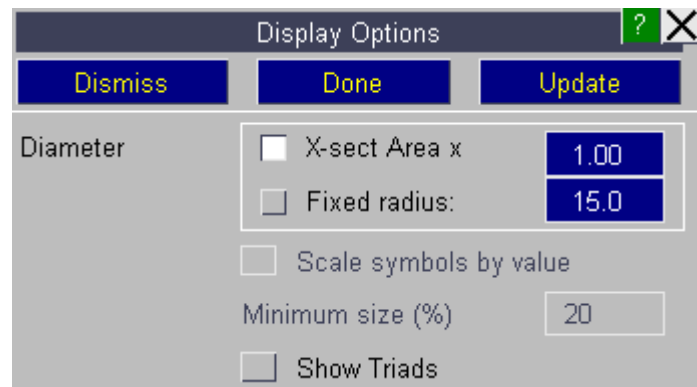 Display Options ? X
Dismiss Done Update
Diameter X-sect Area x 1.00
Fixed radius: 15.0
Scale symbols by value
Minimum size (%) 20
Show Triads